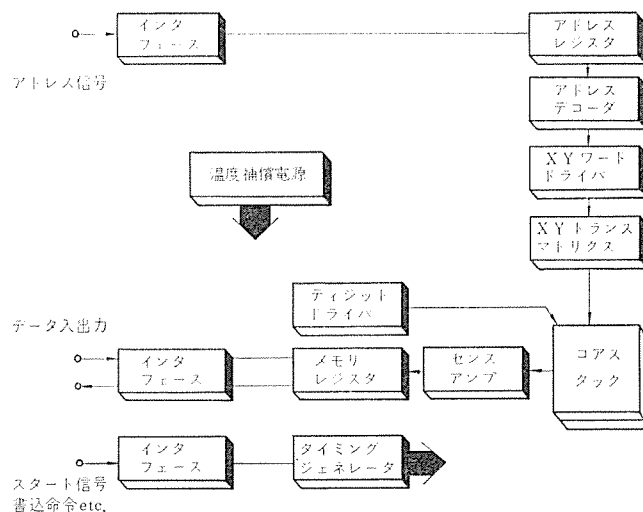 インタ
フェース
アドレス
レジスタ
アドレス信号
アドレス
デコーダ
XYワード
ドライバ
温度補償電源
XYトランス
マトリクス
ディジット
ドライバ
データ入出力
インタ
フェース
メモリ
レジスタ
センス
アンプ
コアス
タック
インタ
フェース
タイミング
ジェネレータ
スタート信号
書込命令etc.